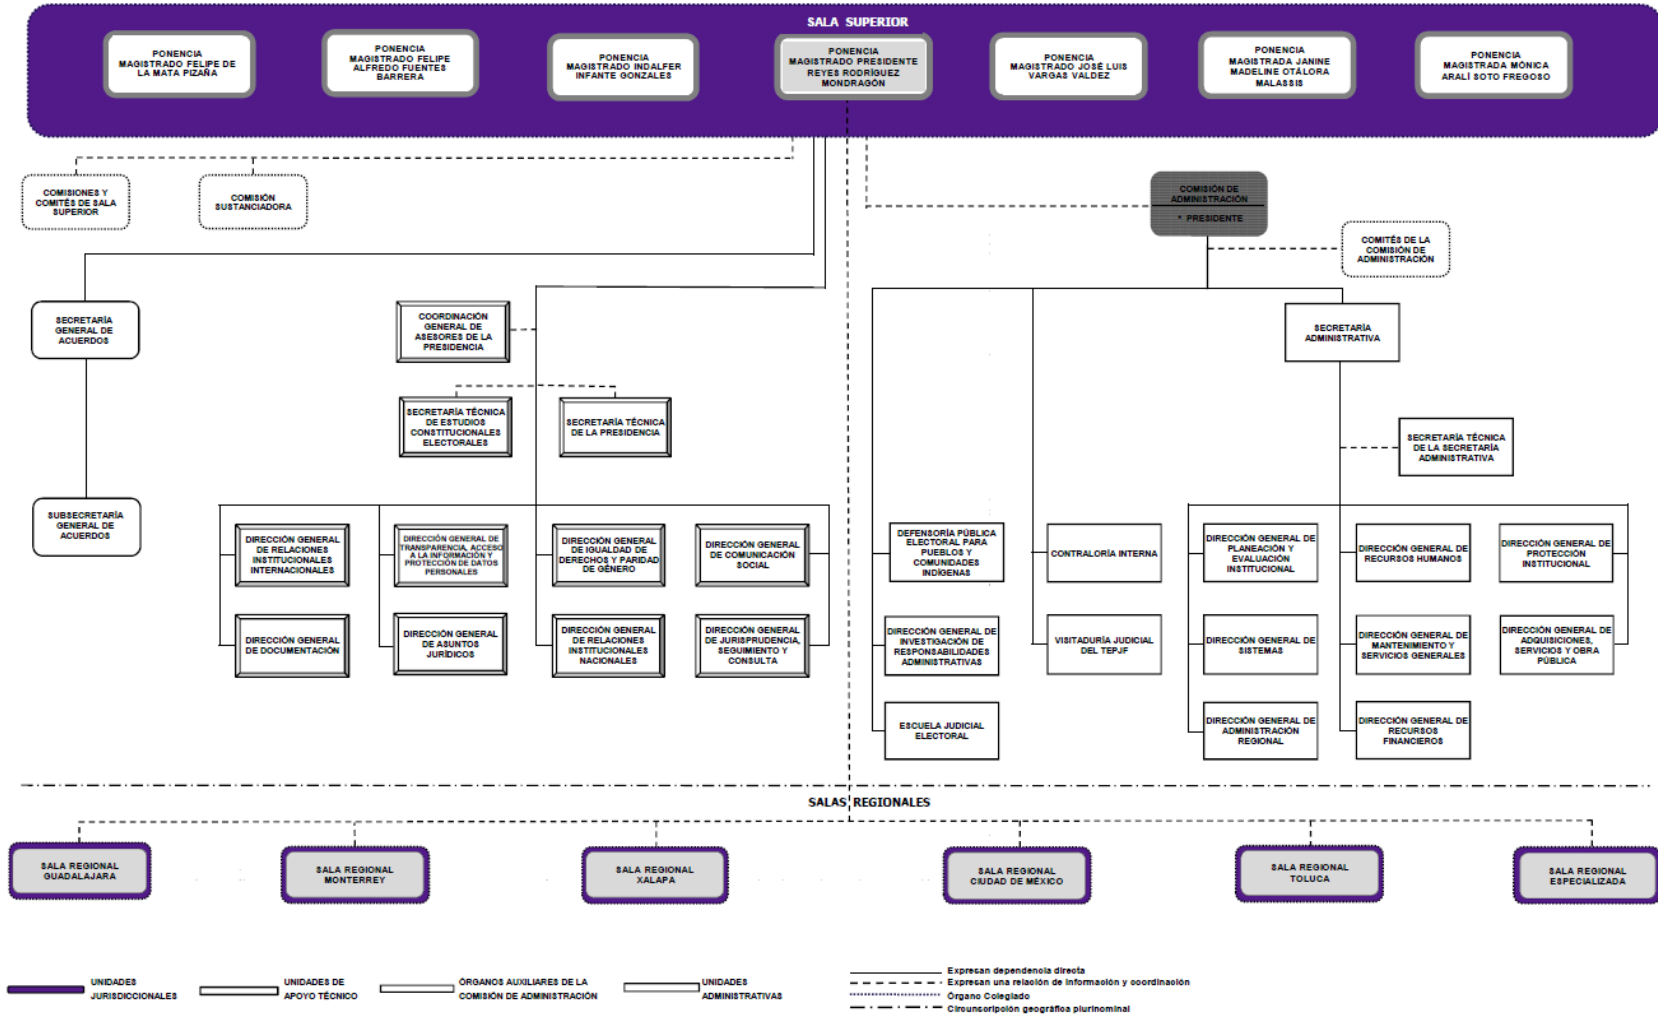 SALA SUPERIOR
PONENCIA
MAGISTRADO FELIPE DE
LA MATA PIZAÑA
PONENCIA
MAGISTRADO FELIPE
ALFREDO FUENTES
BARRERA
PONENCIA
MAGISTRADO INDALFER
INFANTE GONZALES
PONENCIA
MAGISTRADO PRESIDENTE
REYES RODRÍGUEZ
MONDRAGÓN
PONENCIA
MAGISTRADO JOSÉ LUIS
VARGAS VALDEZ
PONENCIA
MAGISTRADA JANINE
MADELINE OTÁLORA
MALASSIS
PONENCIA
MAGISTRADA MÓNICA
ARALÍ SOTO FREGOSO
COMISIONES Y
COMITÉS DE SALA
SUPERIOR
COMISIÓN
SUSTANCIADORA
COMISIÓN DE
ADMINISTRACIÓN
* PRESIDENTE
COMITÉS DE LA
COMISIÓN DE
ADMINISTRACIÓN
SECRETARÍA
GENERAL DE
ACUERDOS
COORDINACIÓN
GENERAL DE
ASESORES DE LA
PRESIDENCIA
SECRETARÍA
ADMINISTRATIVA
SECRETARÍA TÉCNICA
DE ESTUDIOS
CONSTITUCIONALES
ELECTORALES
SECRETARÍA TÉCNICA
DE LA PRESIDENCIA
SECRETARÍA TÉCNICA
DE LA SECRETARÍA
ADMINISTRATIVA
SUBSECRETARÍA
GENERAL DE
ACUERDOS
DIRECCIÓN GENERAL
DE RELACIONES
INSTITUCIONALES
INTERNACIONALES
DIRECCIÓN GENERAL DE
TRANSPARENCIA, ACCESO
A LA INFORMACIÓN Y
PROTECCIÓN DE DATOS
PERSONALES
DIRECCIÓN GENERAL
DE IGUALDAD DE
DERECHOS Y PARIDAD
DE GÉNERO
DIRECCIÓN GENERAL
DE COMUNICACIÓN
SOCIAL
DEFENSORÍA PÚBLICA
ELECTORAL PARA
PUEBLOS Y
COMUNIDADES
INDÍGENAS
CONTRALORÍA INTERNA
DIRECCIÓN GENERAL DE
PLANEACIÓN Y
EVALUACIÓN
INSTITUCIONAL
DIRECCIÓN GENERAL DE
RECURSOS HUMANOS
DIRECCIÓN GENERAL DE
PROTECCIÓN
INSTITUCIONAL
DIRECCIÓN GENERAL
DE DOCUMENTACIÓN
DIRECCIÓN GENERAL
DE ASUNTOS
JURÍDICOS
DIRECCIÓN GENERAL
DE RELACIONES
INSTITUCIONALES
NACIONALES
DIRECCIÓN GENERAL
DE JURISPRUDENCIA,
SEGUIMIENTO Y
CONSULTA
DIRECCIÓN GENERAL DE
INVESTIGACIÓN DE
RESPONSABILIDADES
ADMINISTRATIVAS
VISITADURÍA JUDICIAL
DEL TEPJF
DIRECCIÓN GENERAL DE
SISTEMAS
DIRECCIÓN GENERAL DE
MANTENIMIENTO Y
SERVICIOS GENERALES
DIRECCIÓN GENERAL DE
ADQUISICIONES,
SERVICIOS Y OBRA
PÚBLICA
ESCUELA JUDICIAL
ELECTORAL
DIRECCIÓN GENERAL DE
ADMINISTRACIÓN
REGIONAL
DIRECCIÓN GENERAL DE
RECURSOS
FINANCIEROS
SALAS REGIONALES
SALA REGIONAL
GUADALAJARA
SALA REGIONAL
MONTERREY
SALA REGIONAL
XALAPA
SALA REGIONAL
CIUDAD DE MÉXICO
SALA REGIONAL
TOLUCA
SALA REGIONAL
ESPECIALIZADA
UNIDADES
JURISDICCIONALES
UNIDADES DE
APOYO TÉCNICO
ÓRGANOS AUXILIARES DE LA
COMISIÓN DE ADMINISTRACIÓN
UNIDADES
ADMINISTRATIVAS
Expresan dependencia directa
Expresan una relación de información y coordinación
Órgano Colegiado
Circunscripción geográfica plurinominal